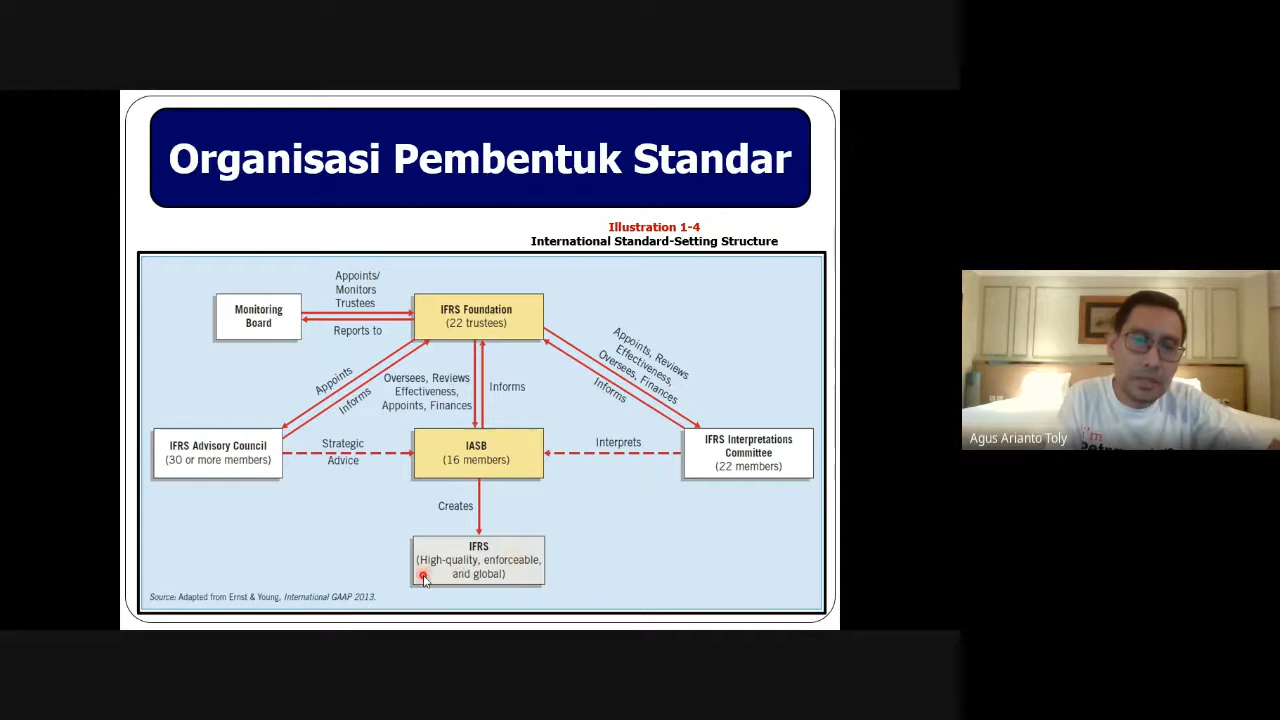 Organisasi Pembentuk Standar
Illustration 1-4
International Standard-Setting Structure
Appoints/
Monitors
Trustees
Monitoring
Board
IFRS Foundation
(22 trustees)
Reports to
Appoints
Informs
Oversees, Reviews
Effectiveness,
Appoints, Finances
Informs
Appoints, Reviews
Effectiveness,
Oversees, Finances
Informs
IFRS Advisory Council
(30 or more members)
Strategic
Advice
IASB
(16 members)
Interprets
IFRS Interpretations
Committee
(22 members)
Creates
IFRS
(High-quality, enforceable,
and global)
Source: Adapted from Ernst & Young, International GAAP 2013.
Agus Arianto Toly
i'm